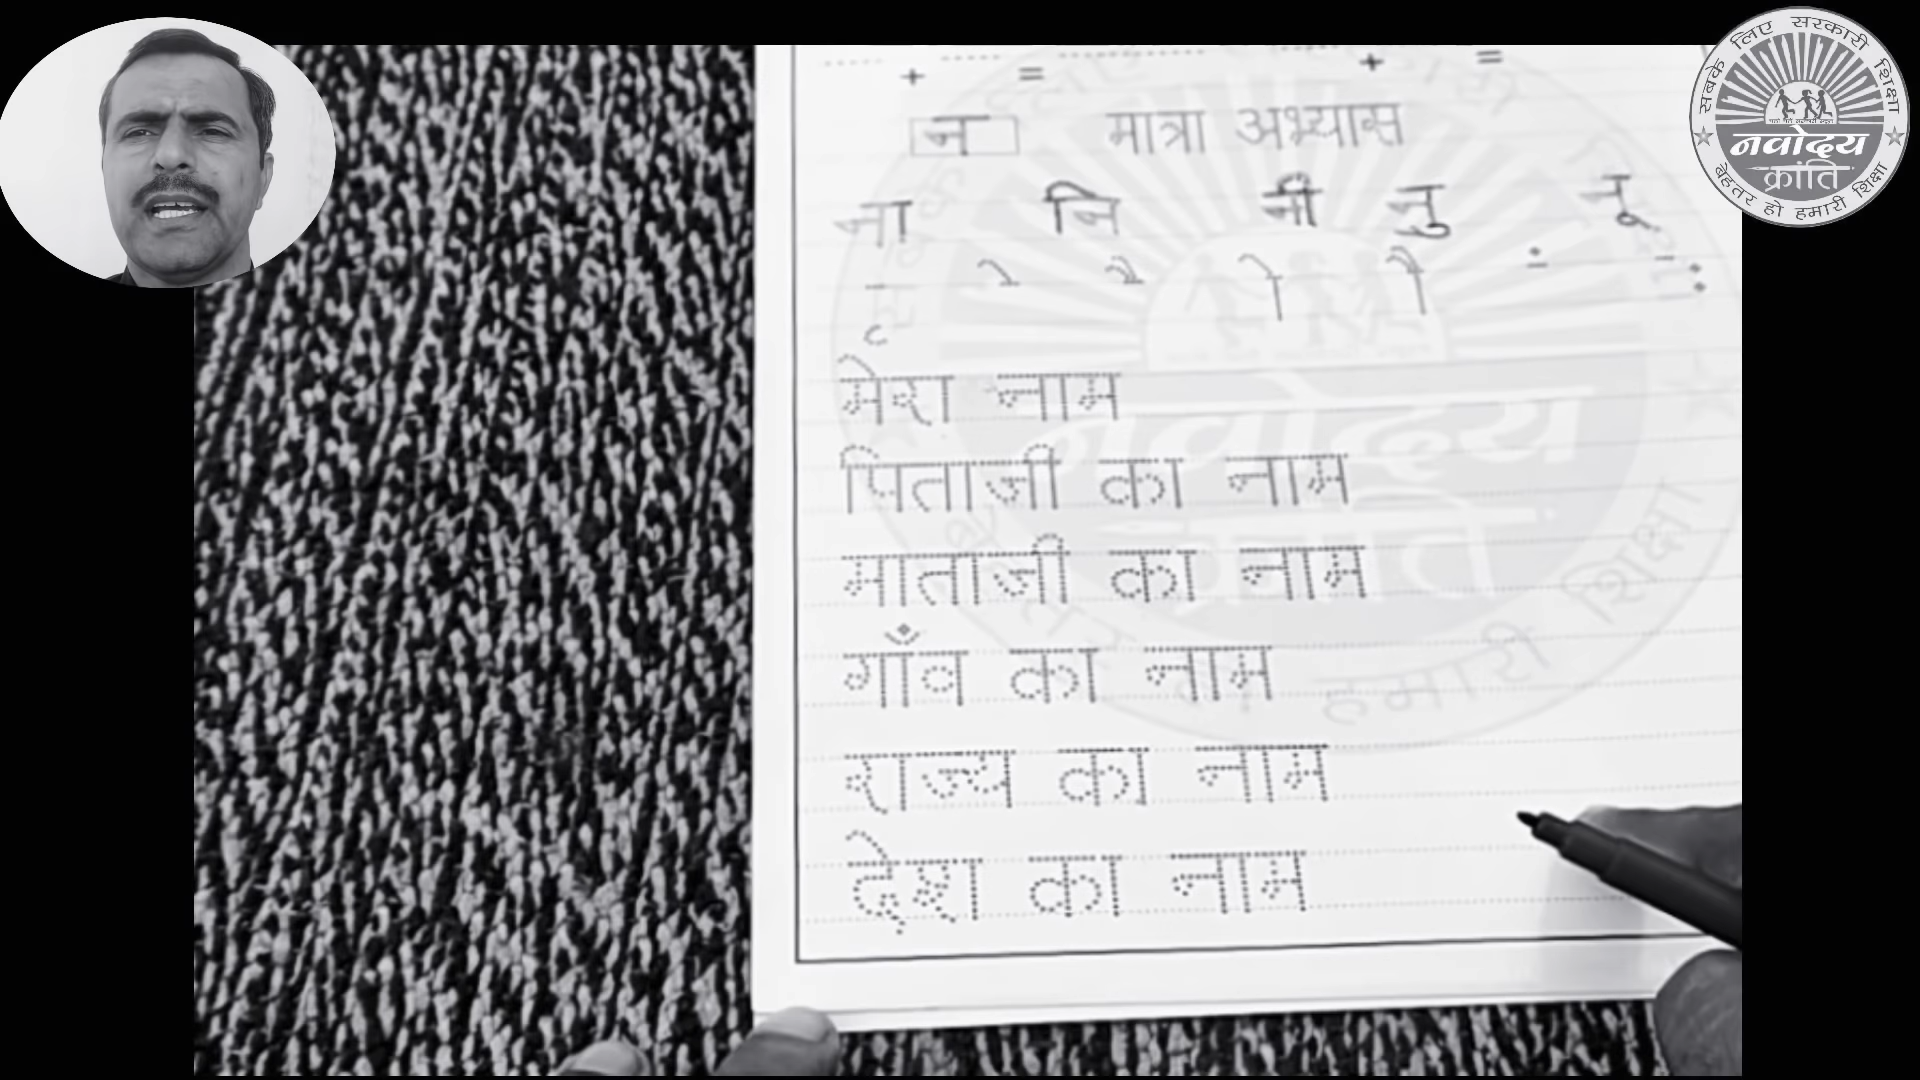 + = + =
न मात्रा अभ्यास
ना नि नी नु नू
े ै ो ौ ं ः
मेरा नाम
पिताजी का नाम
माताजी का नाम
गाँव का नाम
राज्य का नाम
देश का नाम
सबके लिए सरकारी शिक्षा
नवोदय
क्रांति
बेहतर हो हमारी शिक्षा